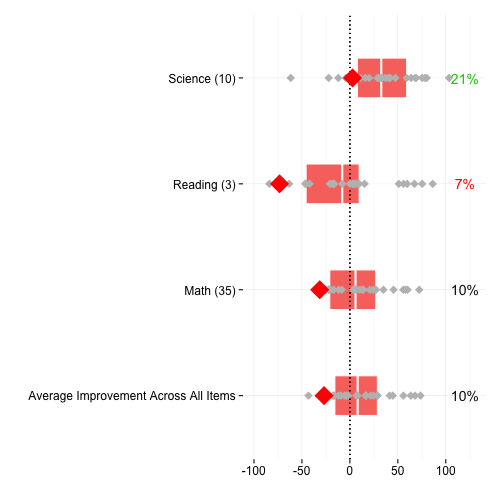 Science (10) 21%
Reading (3) 7%
Math (35) 10%
Average Improvement Across All Items 10%
-100 -50 0 50 100